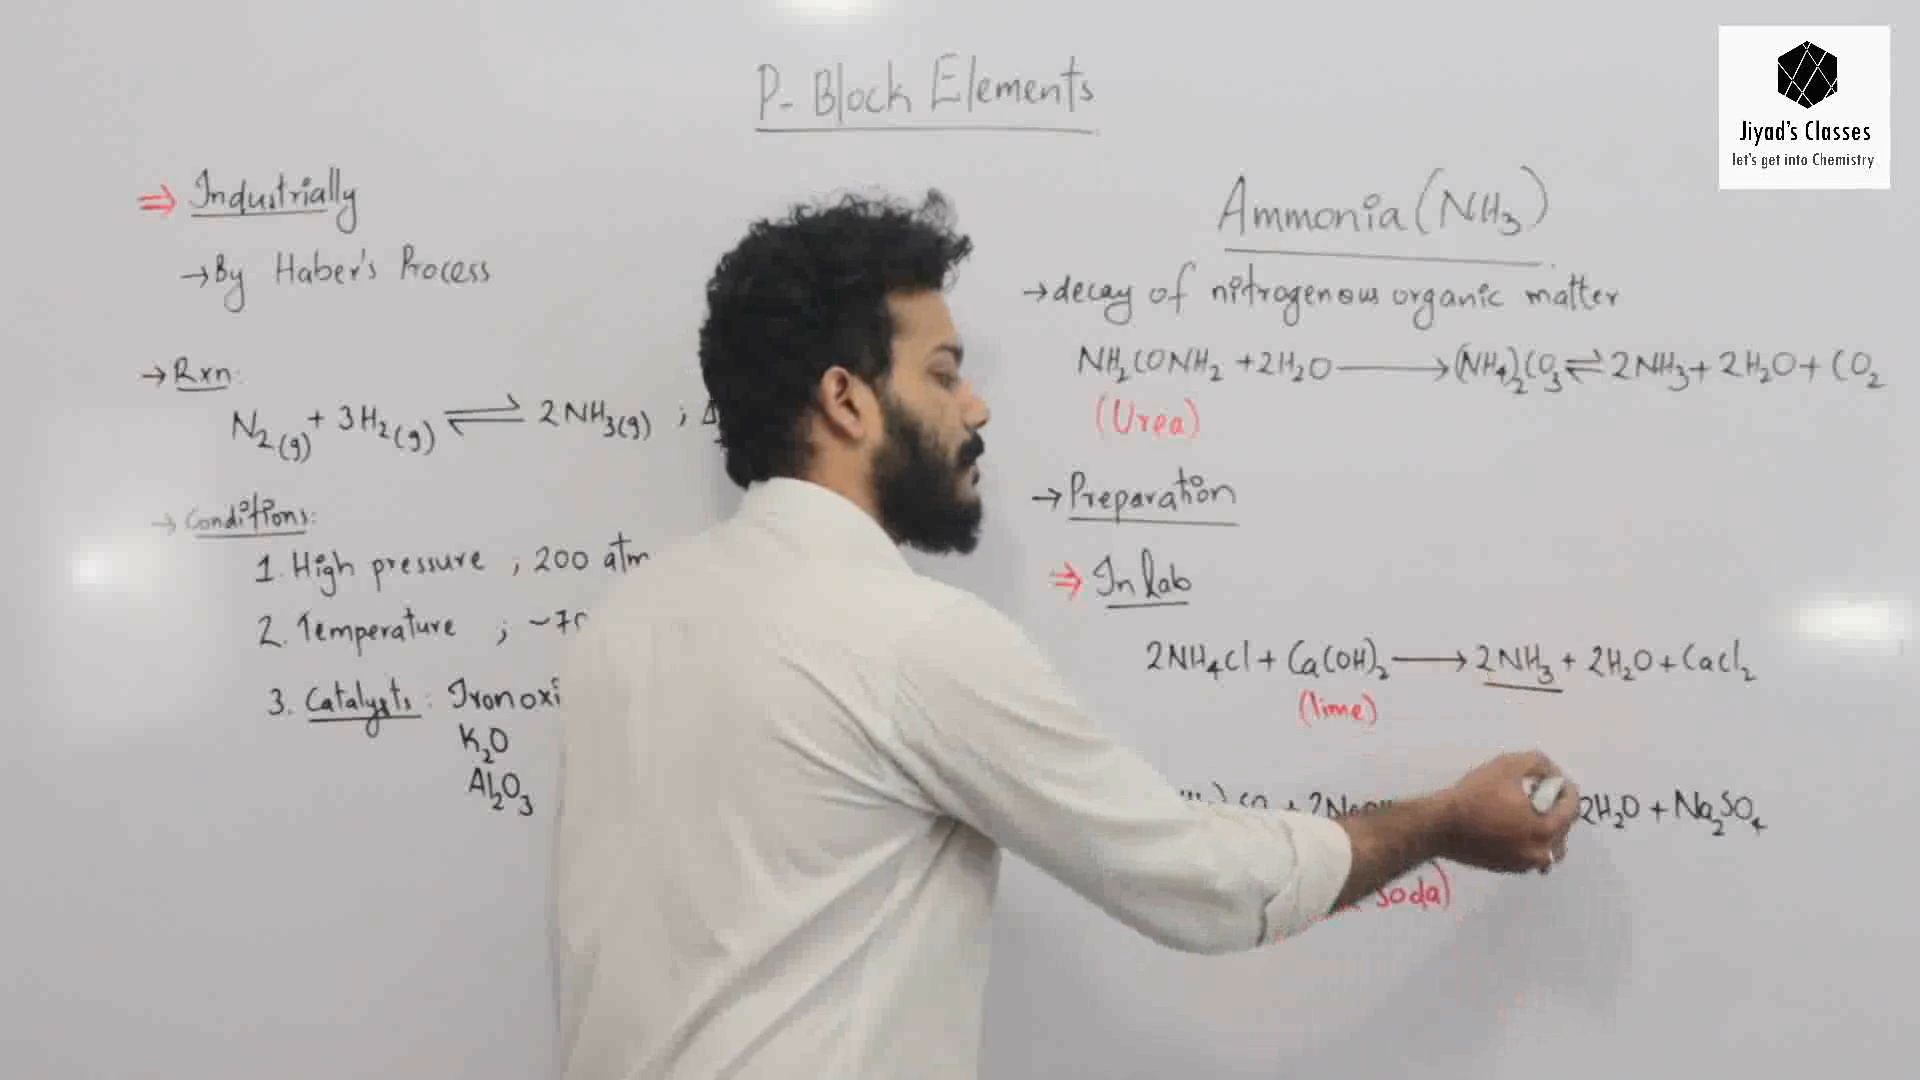 P-Block Elements
Jiyad's Classes
let's get into Chemistry
⇒ Industrially
→By Haber's Process
→Rxn:
N₂(g) + 3H₂(g) ⇌ 2NH₃(g) ;
→Conditions:
1. High pressure ; 200 atm
2. Temperature ; ~70
3. Catalysts : Iron oxi
K₂O
Al₂O₃
Ammonia (NH₃)
→decay of nitrogenous organic matter
NH₂CONH₂ + 2H₂O ⟶ (NH₄)₂CO₃ ⇌ 2NH₃ + 2H₂O + CO₂
(Urea)
→Preparation
⇒ In lab
2NH₄Cl + Ca(OH)₂ ⟶ 2NH₃ + 2H₂O + CaCl₂
(lime)
2H₂O + Na₂SO₄
soda)